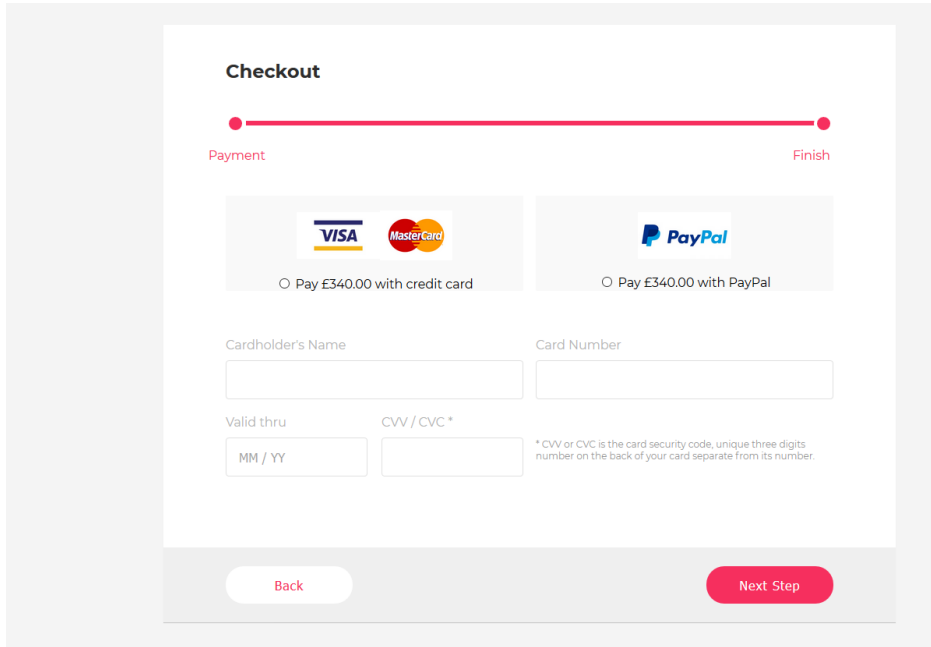 Checkout
Payment
Finish
VISA
MasterCard
PayPal
Pay £340.00 with credit card
Pay £340.00 with PayPal
Cardholder's Name
Card Number
Valid thru
CVV / CVC *
MM / YY
* CVV or CVC is the card security code, unique three digits
number on the back of your card separate from its number.
Back
Next Step